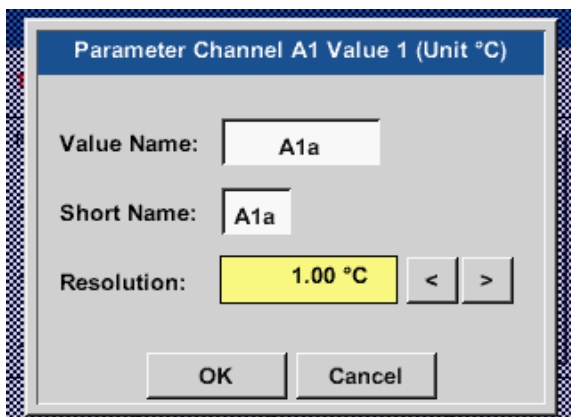 Parameter Channel A1 Value 1 (Unit °C)
Value Name: A1a
Short Name: A1a
Resolution: 1.00 °C < >
OK Cancel